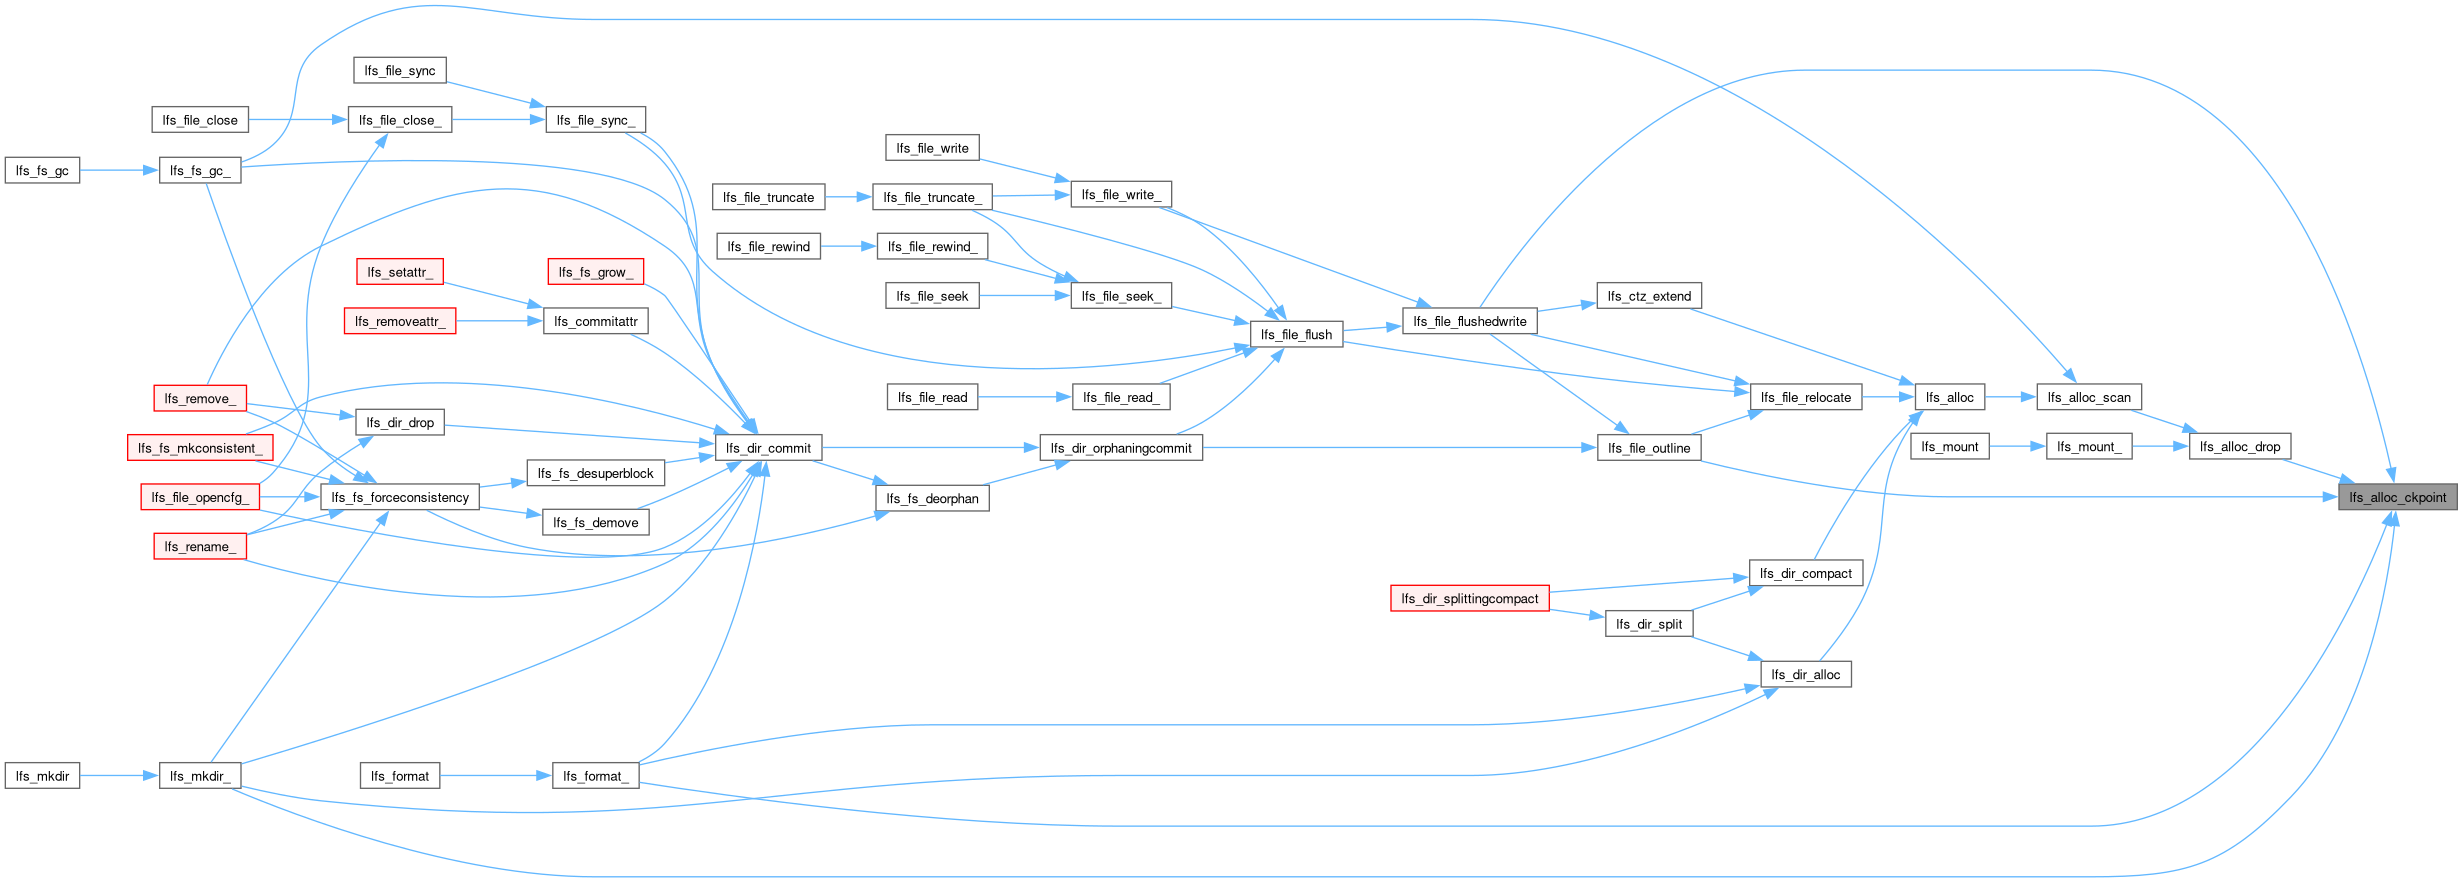 lfs_file_sync
lfs_file_close
lfs_file_close_
lfs_file_sync_
lfs_file_write
lfs_fs_gc
lfs_fs_gc_
lfs_file_truncate
lfs_file_truncate_
lfs_file_write_
lfs_file_rewind
lfs_file_rewind_
lfs_setattr_
lfs_fs_grow_
lfs_file_seek
lfs_file_seek_
lfs_ctz_extend
lfs_removeattr_
lfs_commitattr
lfs_file_flushedwrite
lfs_file_flush
lfs_remove_
lfs_file_read
lfs_file_read_
lfs_file_relocate
lfs_alloc
lfs_alloc_scan
lfs_dir_drop
lfs_fs_mkconsistent_
lfs_dir_commit
lfs_dir_orphaningcommit
lfs_file_outline
lfs_mount
lfs_mount_
lfs_alloc_drop
lfs_fs_desuperblock
lfs_file_opencfg_
lfs_fs_forceconsistency
lfs_fs_deorphan
lfs_alloc_ckpoint
lfs_fs_demove
lfs_rename_
lfs_dir_compact
lfs_dir_splittingcompact
lfs_dir_split
lfs_dir_alloc
lfs_mkdir
lfs_mkdir_
lfs_format
lfs_format_